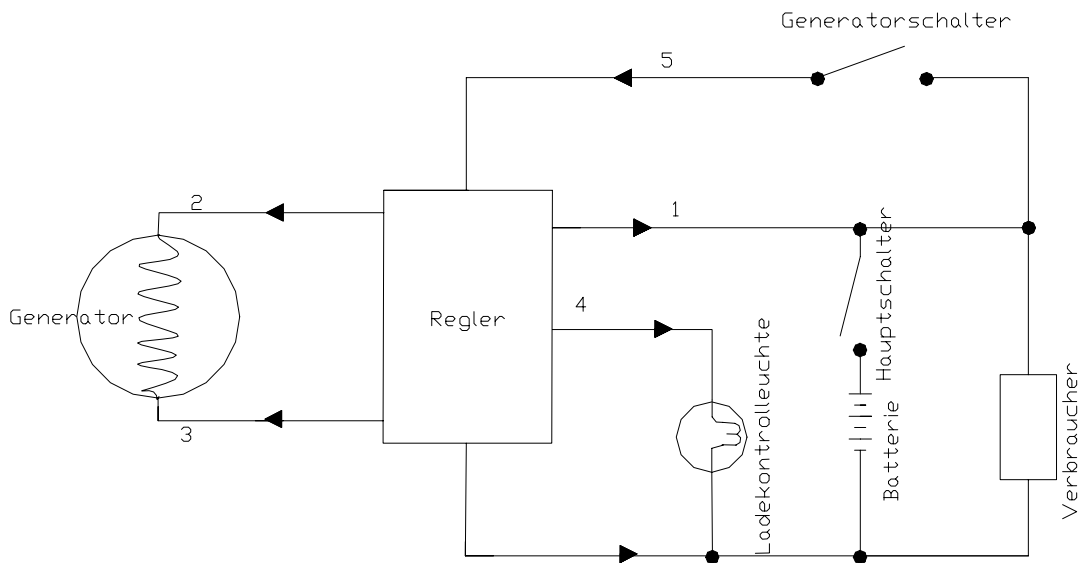 Generatorschalter
5
2
1
Generator
Regler
4
3
Ladekontrolleuchte
Hauptschalter
Batterie
Verbraucher